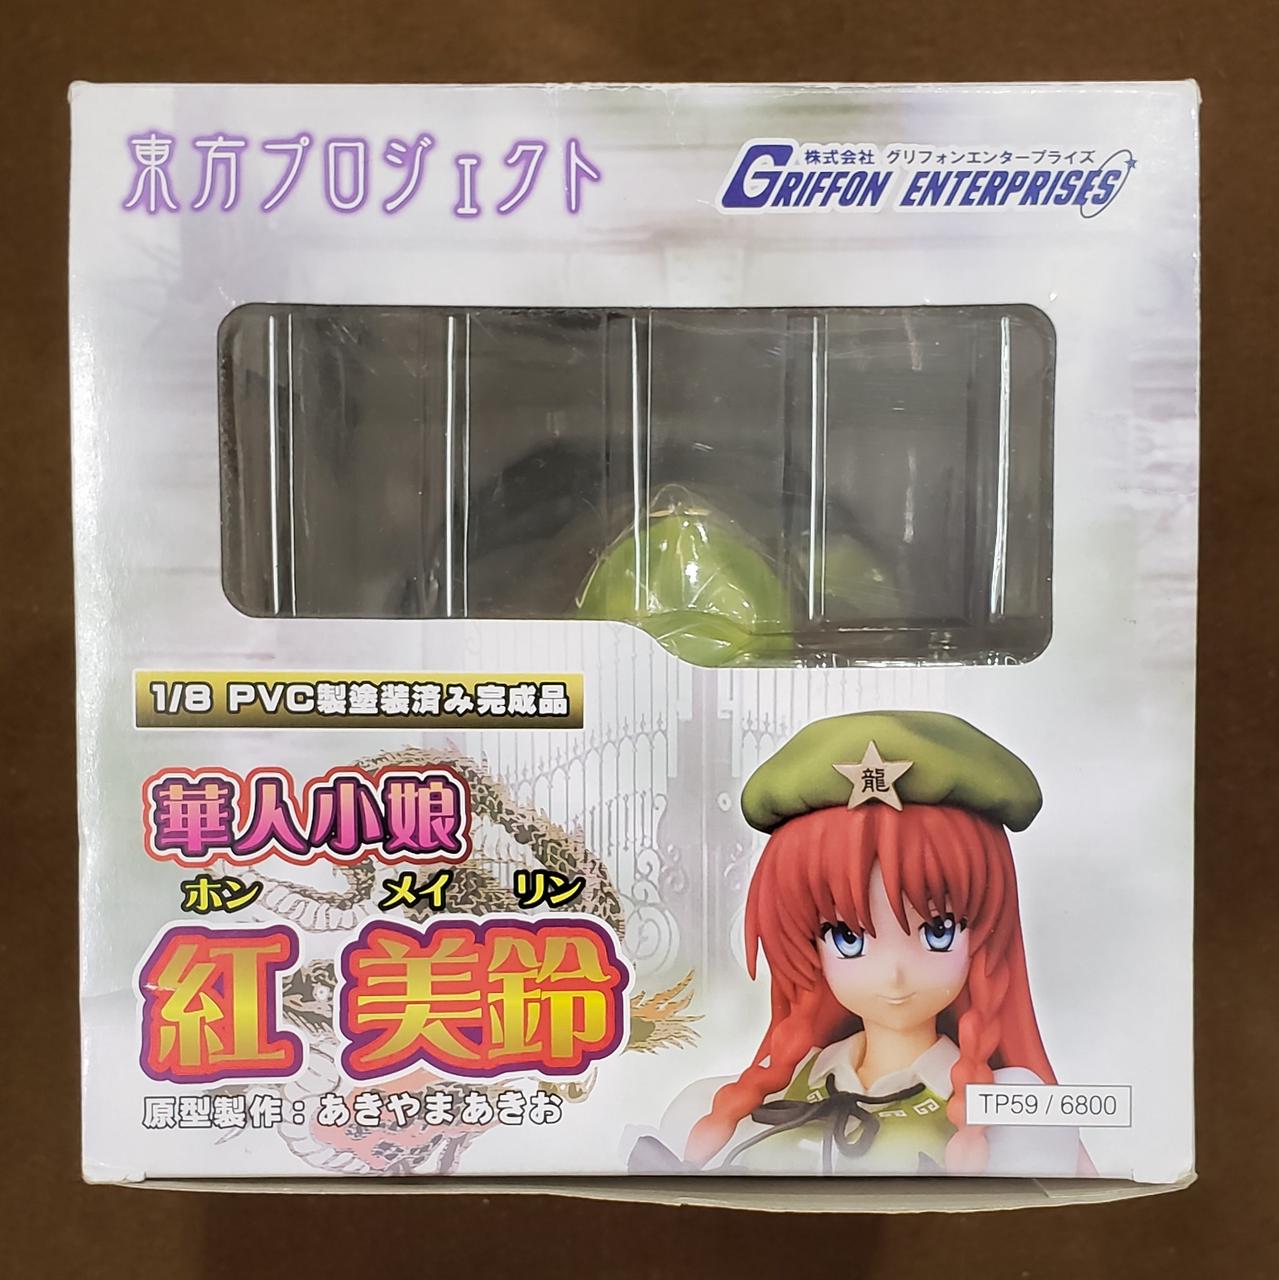 東方プロジェクト
株式会社 グリフォンエンタープライズ
GRIFFON ENTERPRISES
1/8 PVC製塗装済み完成品
華人小娘
ホン メイ リン
紅 美鈴
原型製作：あきやまあきお
龍
TP59 / 6800